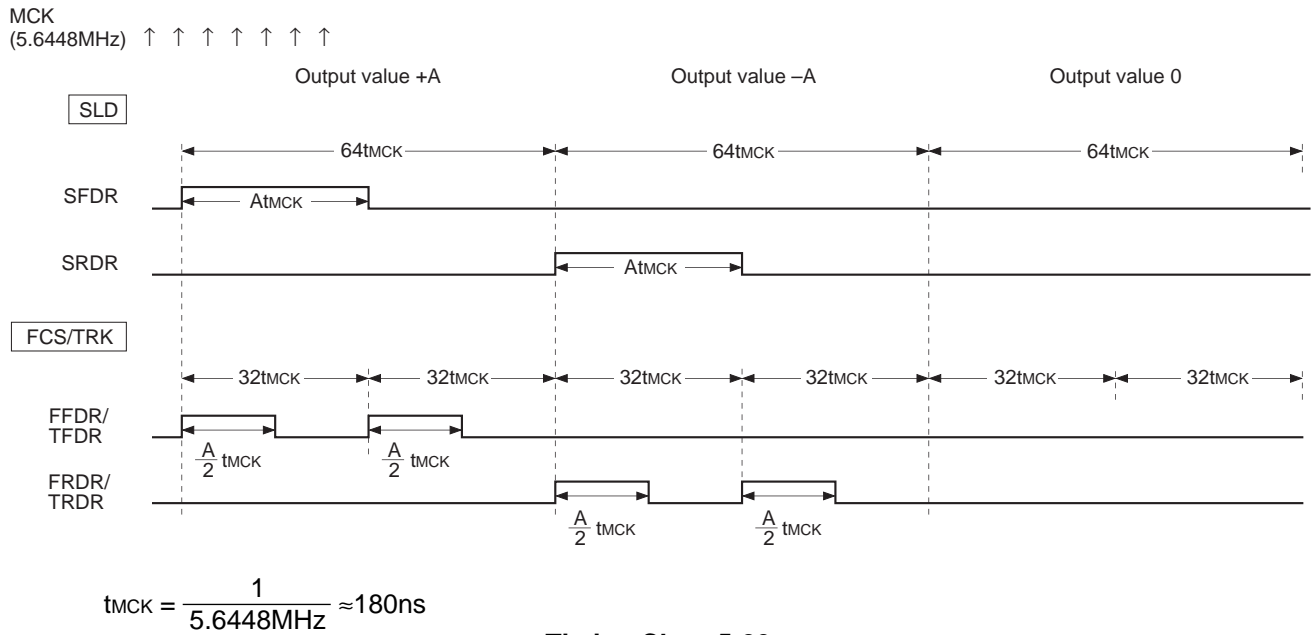 MCK
(5.6448MHz) ↑ ↑ ↑ ↑ ↑ ↑ ↑
Output value +A Output value –A Output value 0
SLD
64tMCK 64tMCK 64tMCK
SFDR AtMCK
SRDR AtMCK
FCS/TRK
32tMCK 32tMCK 32tMCK 32tMCK 32tMCK 32tMCK
FFDR/
TFDR
A/2 tMCK A/2 tMCK
FRDR/
TRDR
A/2 tMCK A/2 tMCK
tMCK = 1/5.6448MHz ≈180ns